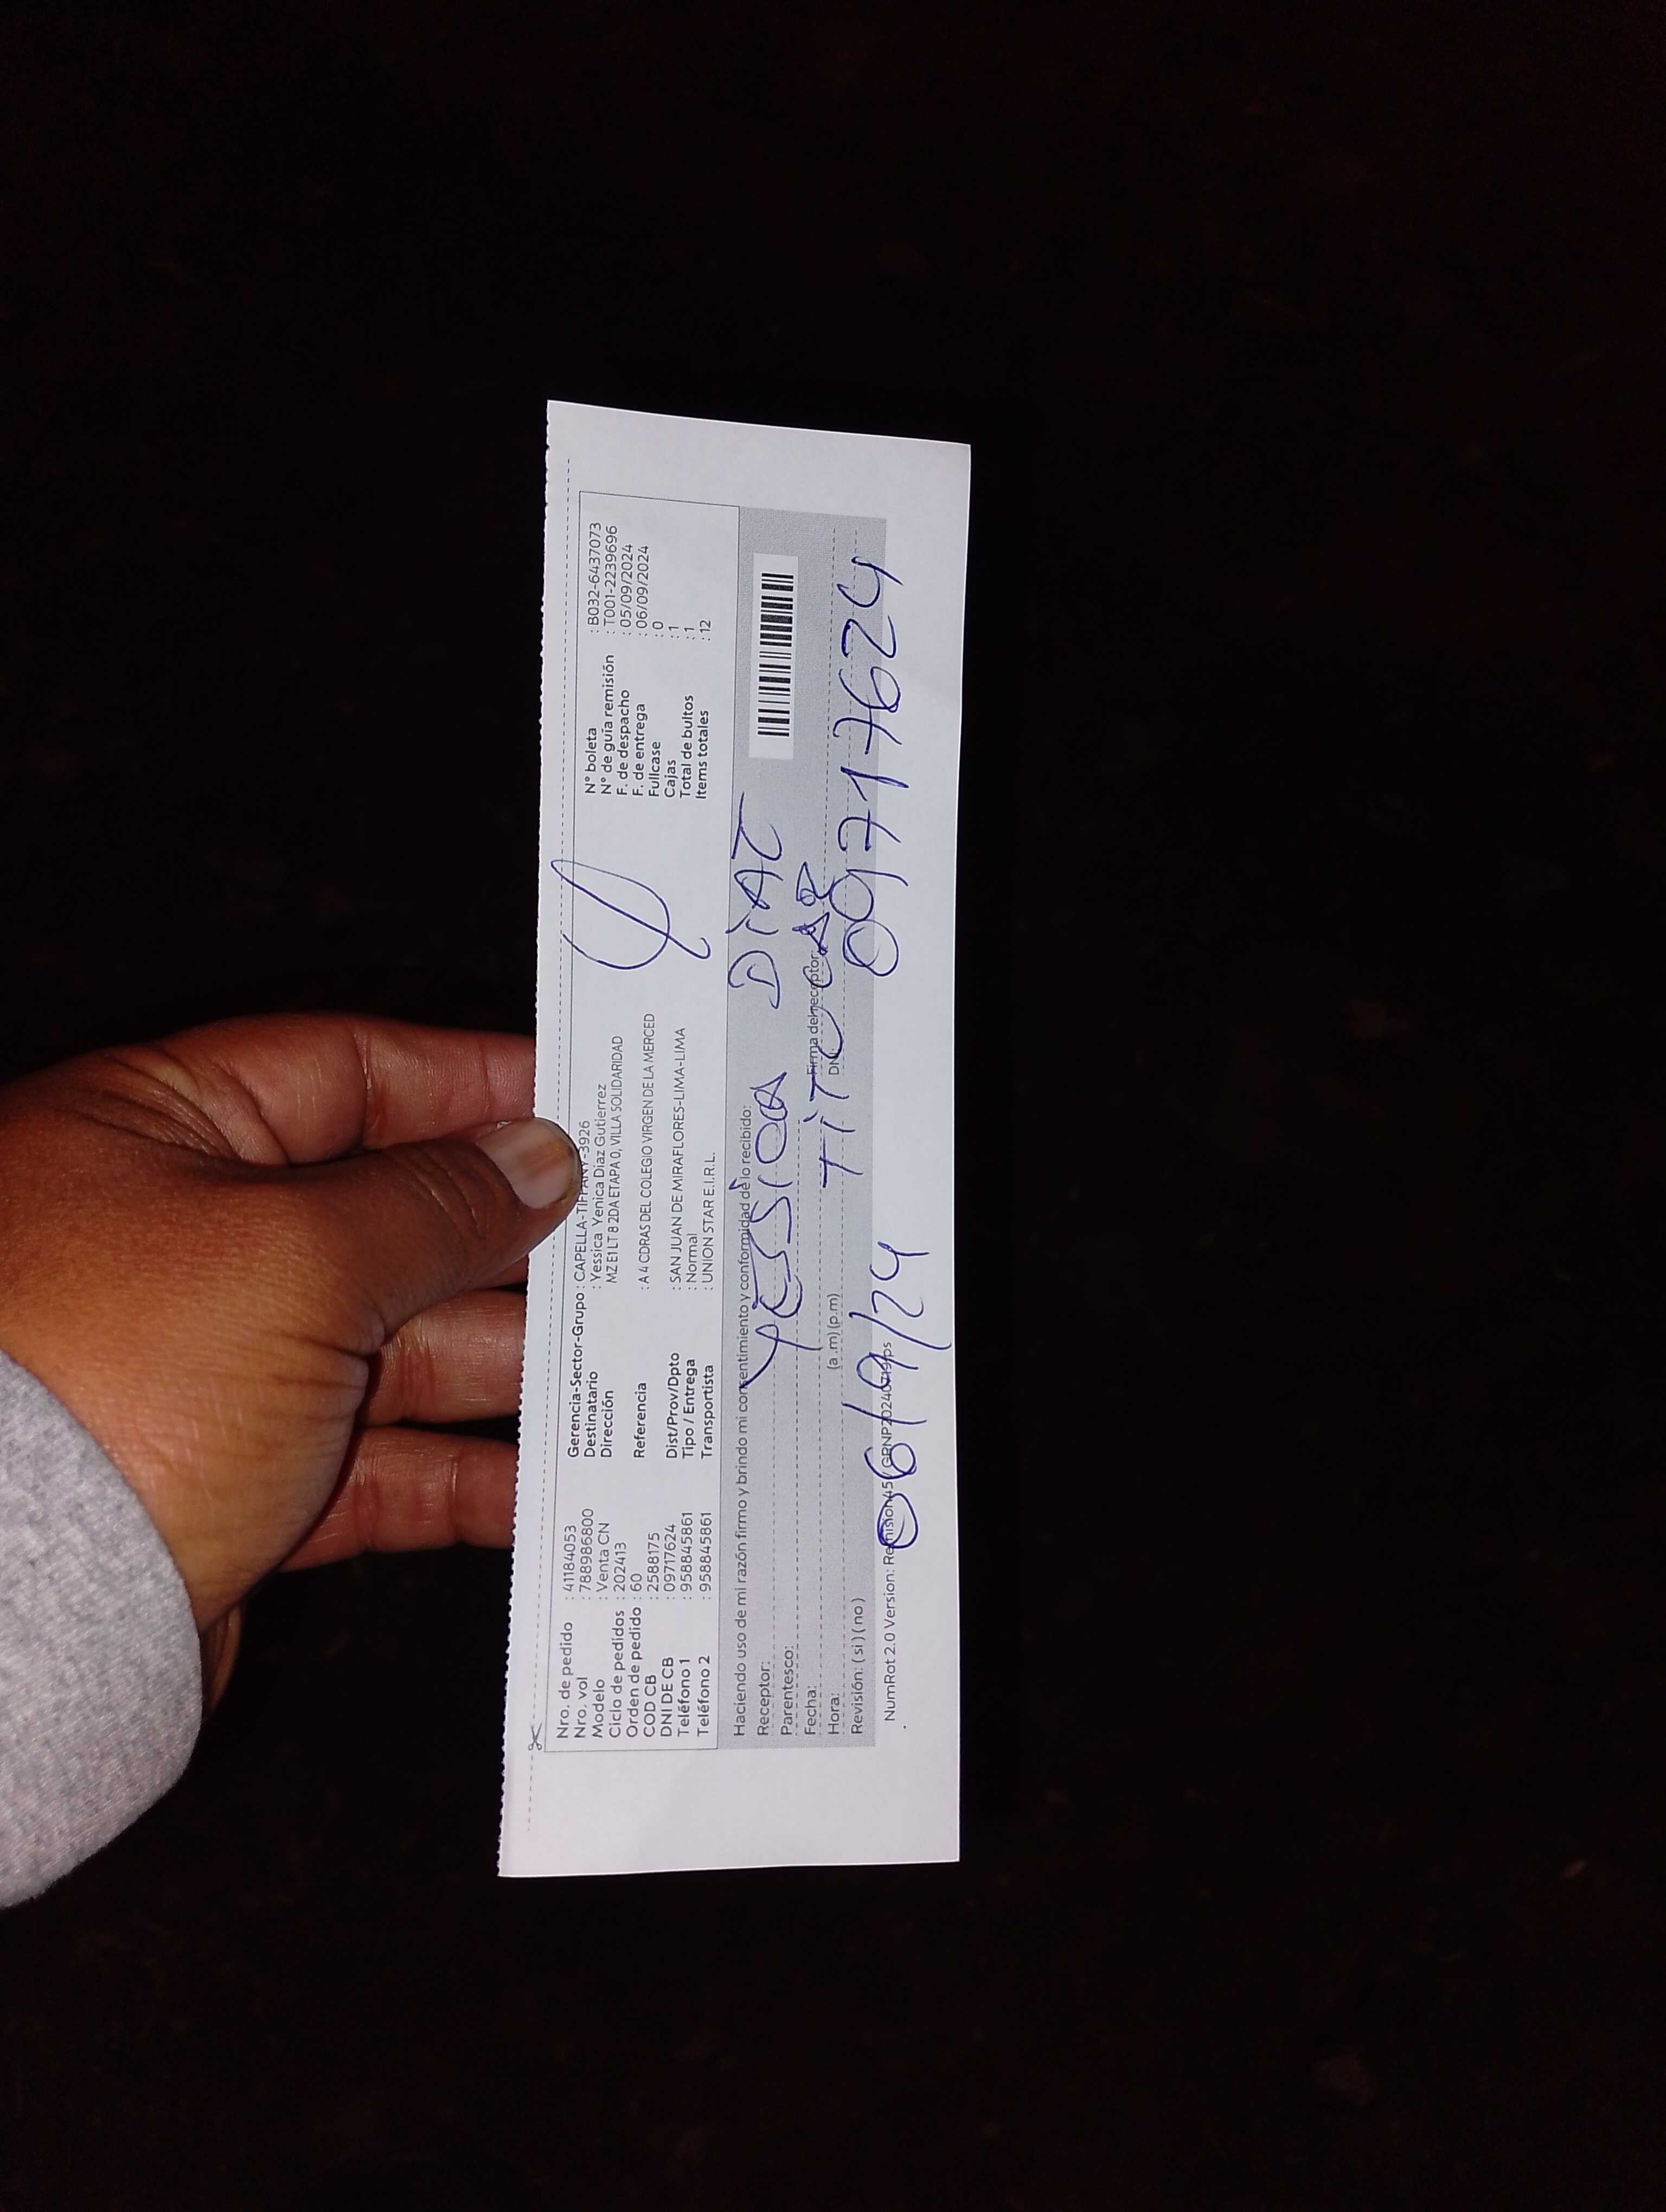 Nro. de pedido : 41184053
Nro. vol : 788986800
Modelo : Venta CN
Ciclo de pedidos : 202413
Orden de pedido : 60
COD CB : 2588175
DNI DE CB : 09717624
Teléfono 1 : 958845861
Teléfono 2 : 958845861
Gerencia-Sector-Grupo : CAPELLA-TIFFANY-3926
Destinatario : Yessica Yenica Diaz Gutierrez
Dirección MZ E1 LT 8 2DA ETAPA 0, VILLA SOLIDARIDAD
Referencia : A 4 CDRAS DEL COLEGIO VIRGEN DE LA MERCED
Dist/Prov/Dpto : SAN JUAN DE MIRAFLORES-LIMA-LIMA
Tipo / Entrega : Normal
Transportista : UNION STAR E.I.R.L.
N° boleta : B032-6437073
N° de guía remisión : T001-2239696
F. de despacho : 05/09/2024
F. de entrega : 06/09/2024
Fullcase : 0
Cajas : 1
Total de bultos : 1
Items totales : 12
Haciendo uso de mi razón firmo y brindo mi consentimiento y conformidad de lo recibido:
Receptor: YESSICA DIAZ
Parentesco:
Fecha:
Firma del receptor
Hora: (a .m) (p.m)
DNI
09717624
Revisión: ( si ) ( no )
06/9/24
NumRot 2.0 Version: Remision45